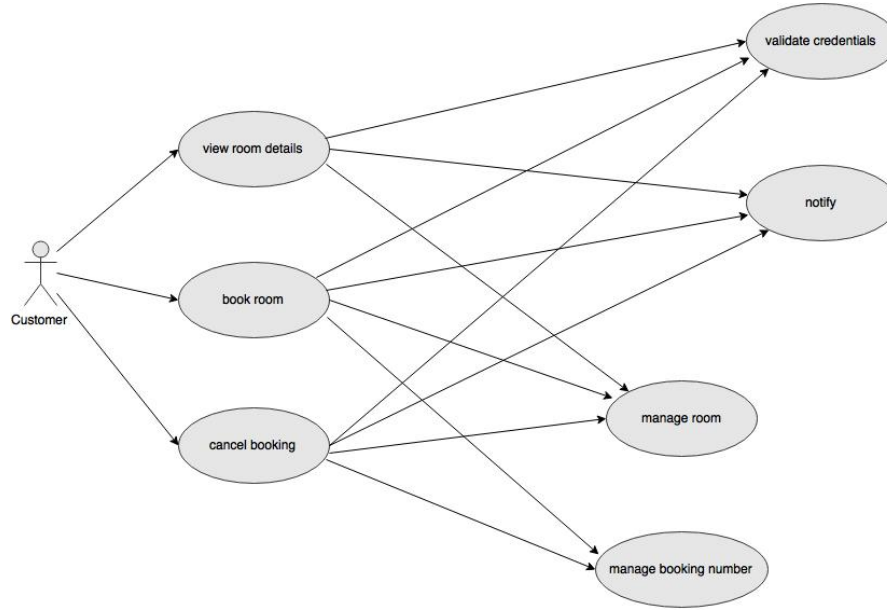 validate credentials
view room details
notify
book room
Customer
manage room
cancel booking
manage booking number